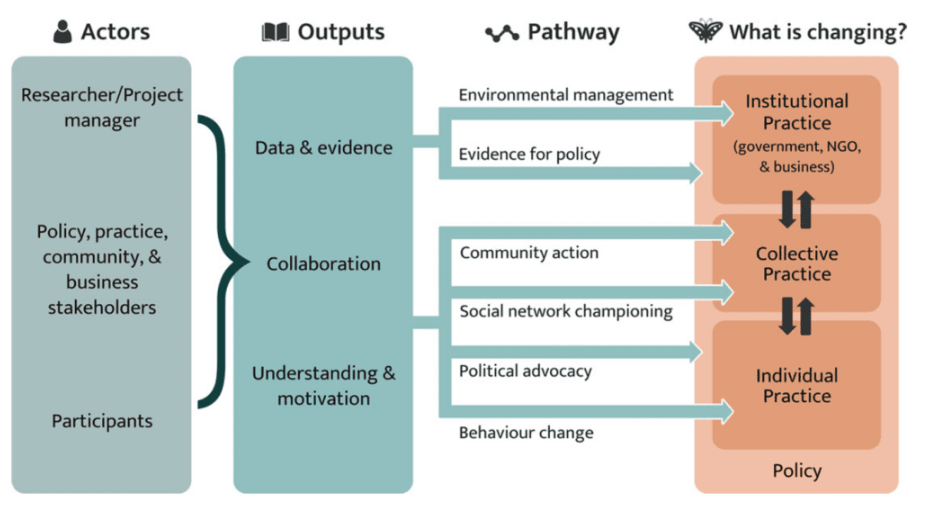 Actors
Outputs
Pathway
What is changing?
Researcher/Project
manager
Policy, practice,
community, &
business
stakeholders
Participants
Data & evidence
Collaboration
Understanding &
motivation
Environmental management
Evidence for policy
Community action
Social network championing
Political advocacy
Behaviour change
Institutional
Practice
(government, NGO,
& business)
Collective
Practice
Individual
Practice
Policy